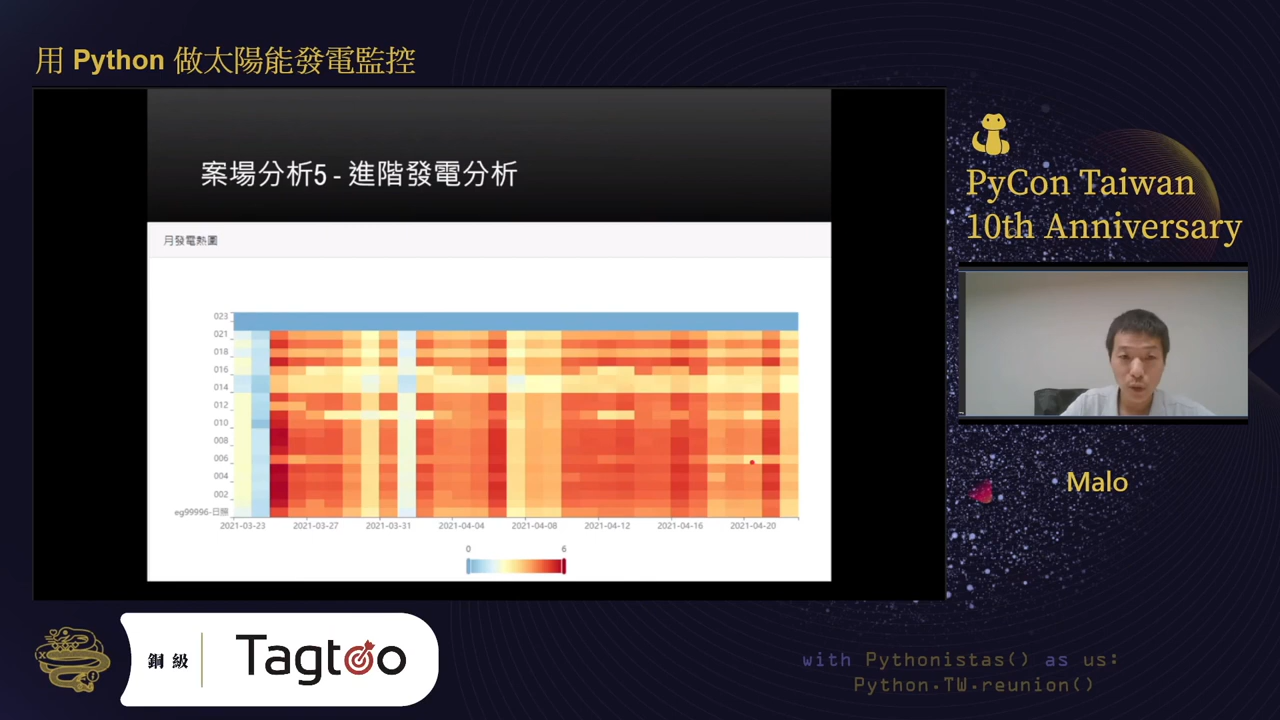 用 Python 做太陽能發電監控
案場分析5 - 進階發電分析
月發電熱圖
023
021
018
016
014
012
010
008
006
004
002
eg99996-日照
2021-03-23 2021-03-27 2021-03-31 2021-04-04 2021-04-08 2021-04-12 2021-04-16 2021-04-20
0 6
PyCon Taiwan
10th Anniversary
Malo
銅級
Tagtoo
with Pythonistas() as us:
Python.TW.reunion()